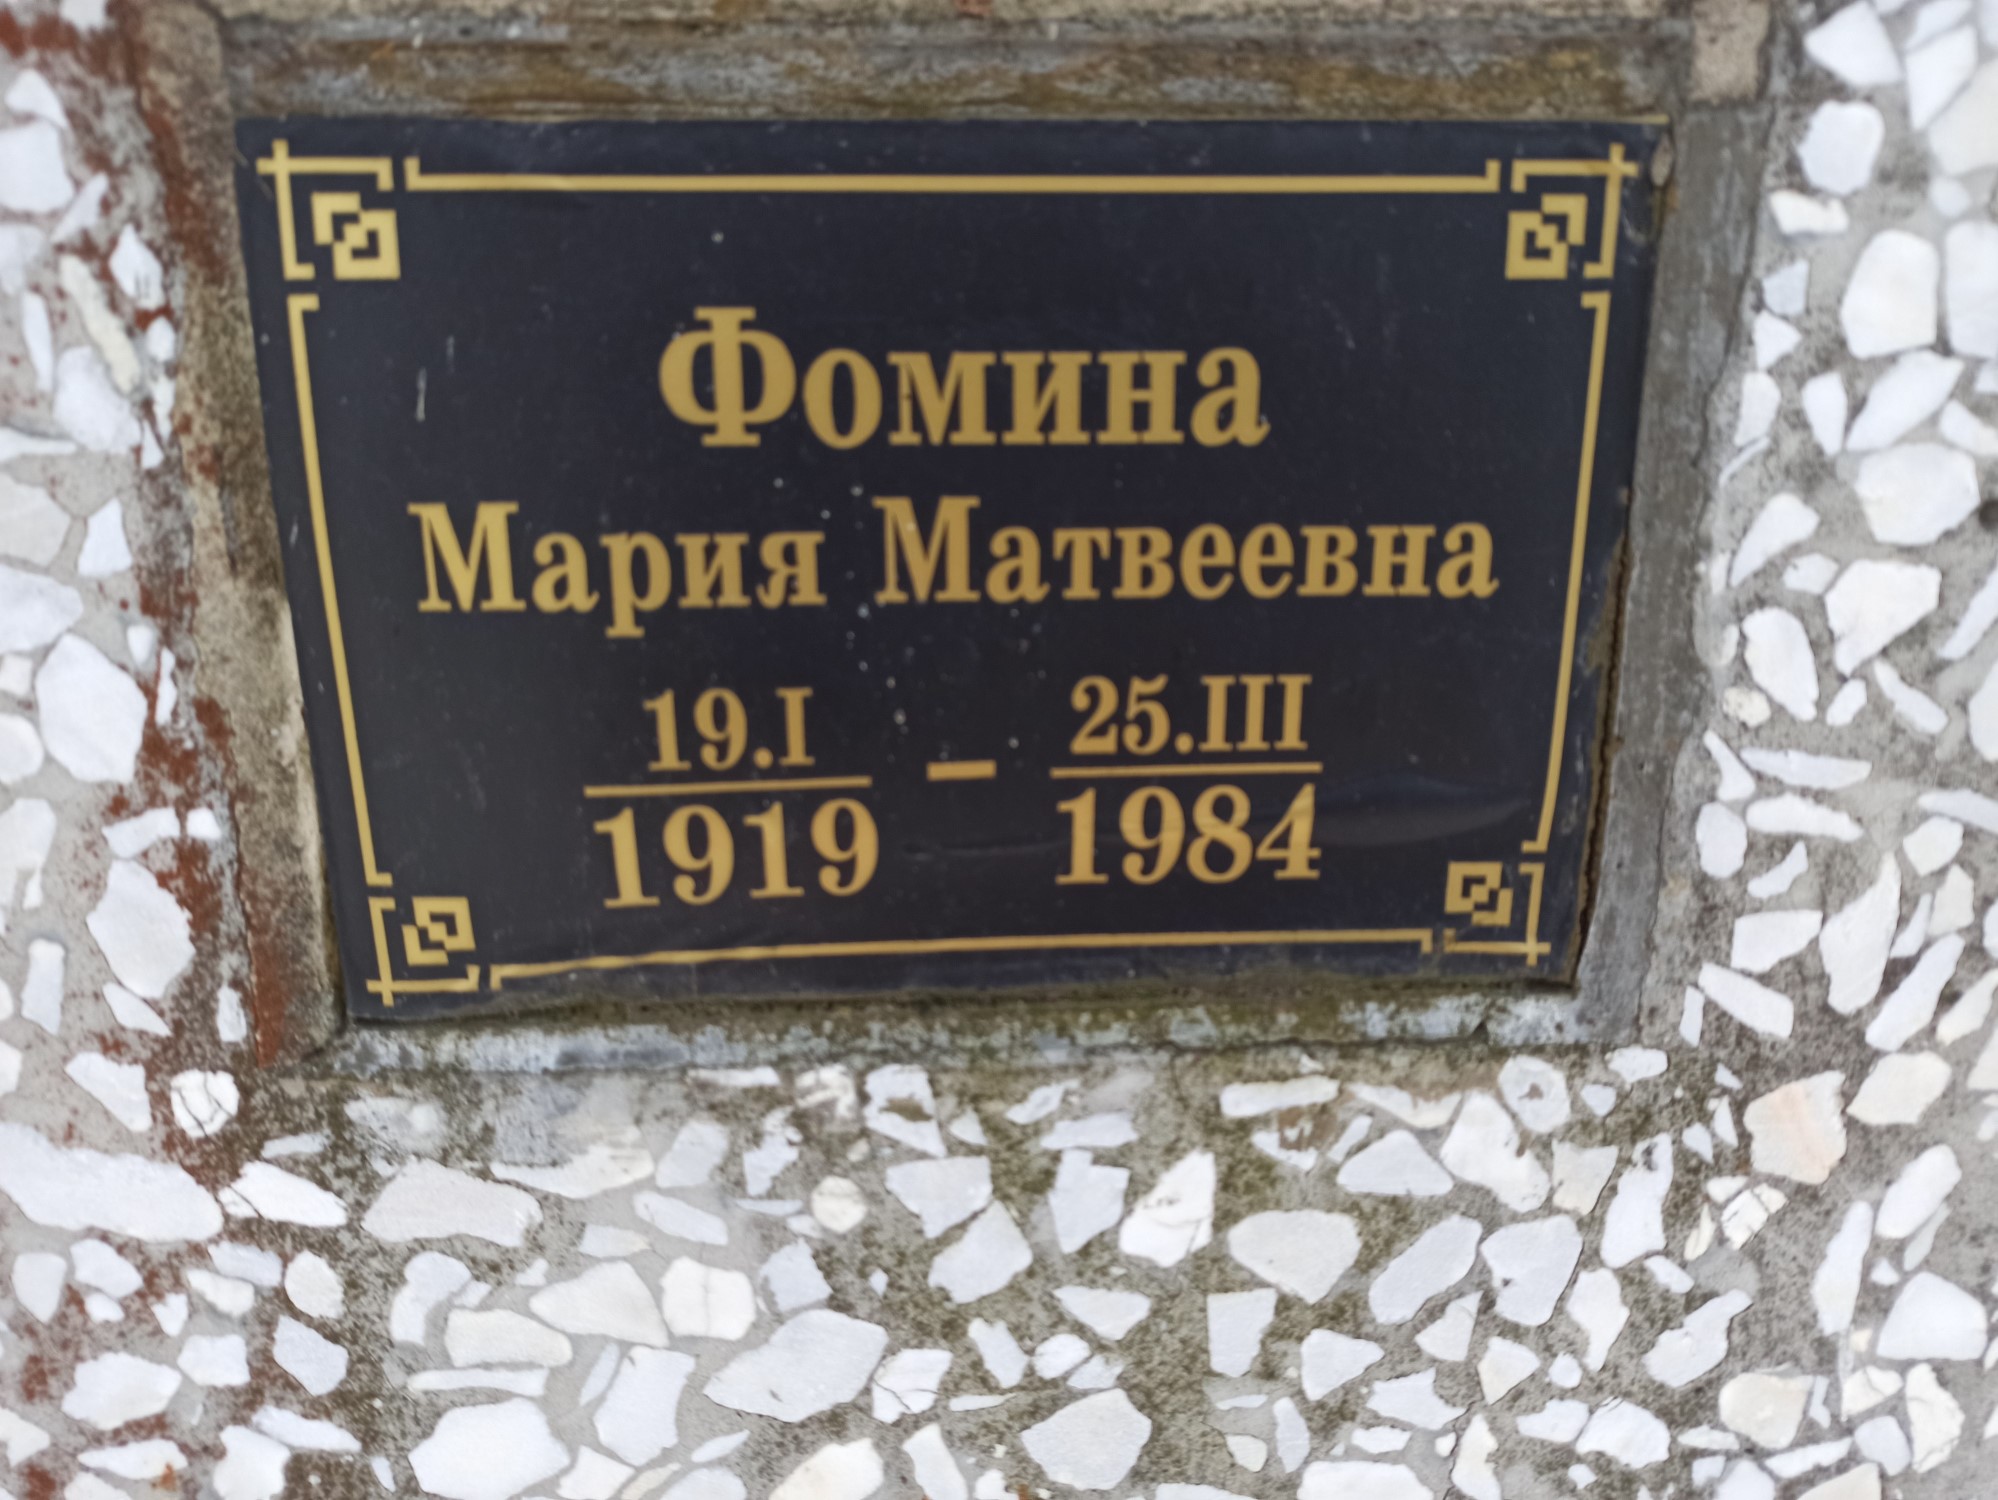 Фомина
Мария Матвеевна
19.I – 25.III
1919 1984